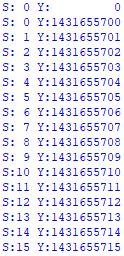 S: 0 Y:         0
S: 0 Y:1431655700
S: 1 Y:1431655701
S: 2 Y:1431655702
S: 3 Y:1431655703
S: 4 Y:1431655704
S: 5 Y:1431655705
S: 6 Y:1431655706
S: 7 Y:1431655707
S: 8 Y:1431655708
S: 9 Y:1431655709
S:10 Y:1431655710
S:11 Y:1431655711
S:12 Y:1431655712
S:13 Y:1431655713
S:14 Y:1431655714
S:15 Y:1431655715